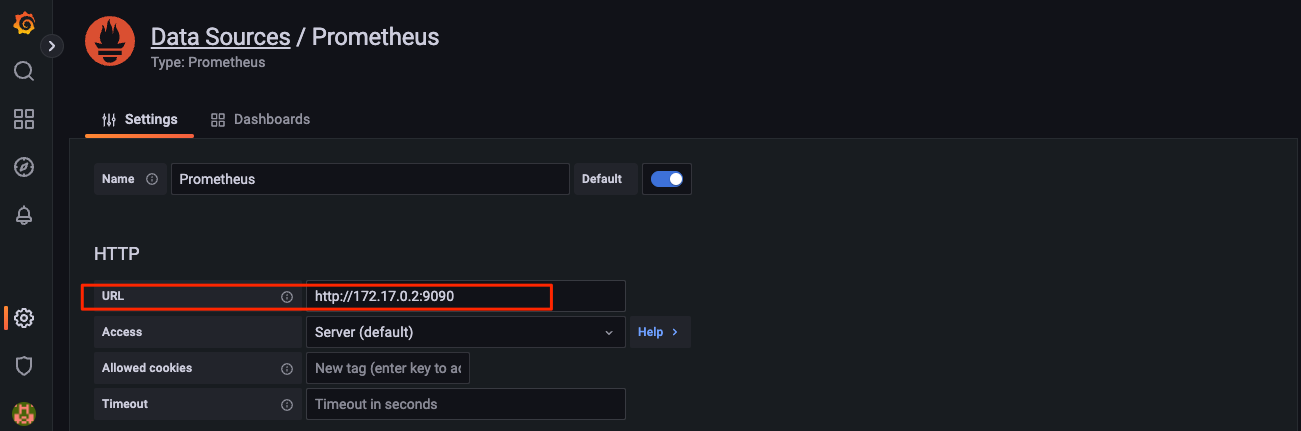 Data Sources / Prometheus
Type: Prometheus
Settings Dashboards
Name Prometheus Default
HTTP
URL http://172.17.0.2:9090
Access Server (default) Help >
Allowed cookies New tag (enter key to ac
Timeout Timeout in seconds